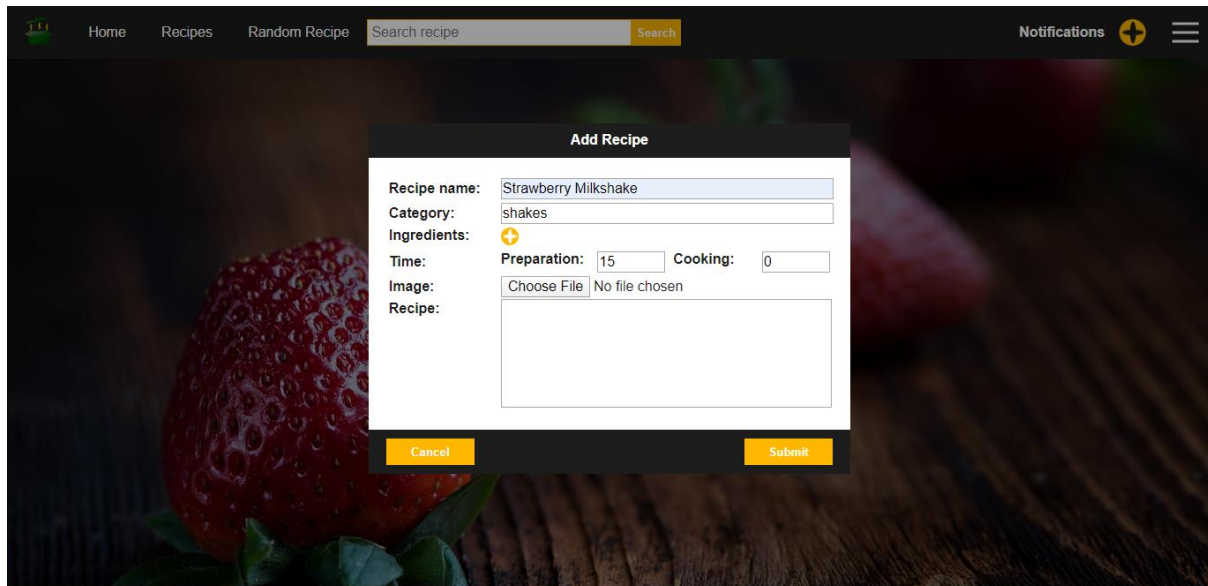 Home Recipes Random Recipe Search recipe Search Notifications
Add Recipe
Recipe name: Strawberry Milkshake
Category: shakes
Ingredients:
Time: Preparation: 15 Cooking: 0
Image: Choose File No file chosen
Recipe:
Cancel Submit